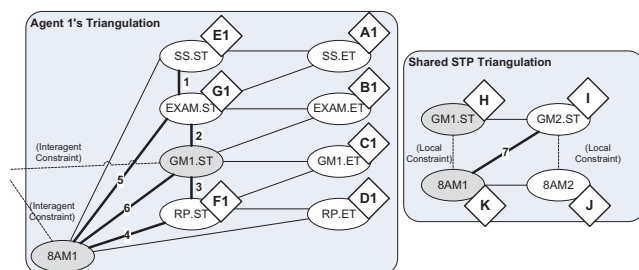 Agent 1's Triangulation
E1
A1
SS.ST
SS.ET
1
G1
B1
EXAM.ST
EXAM.ET
2
(Interagent
Constraint)
C1
GM1.ST
GM1.ET
5
3
6
F1
D1
(Interagent
Constraint)
RP.ST
RP.ET
4
8AM1
Shared STP Triangulation
H
I
GM1.ST
GM2.ST
7
(Local
Constraint)
(Local
Constraint)
8AM1
8AM2
K
J